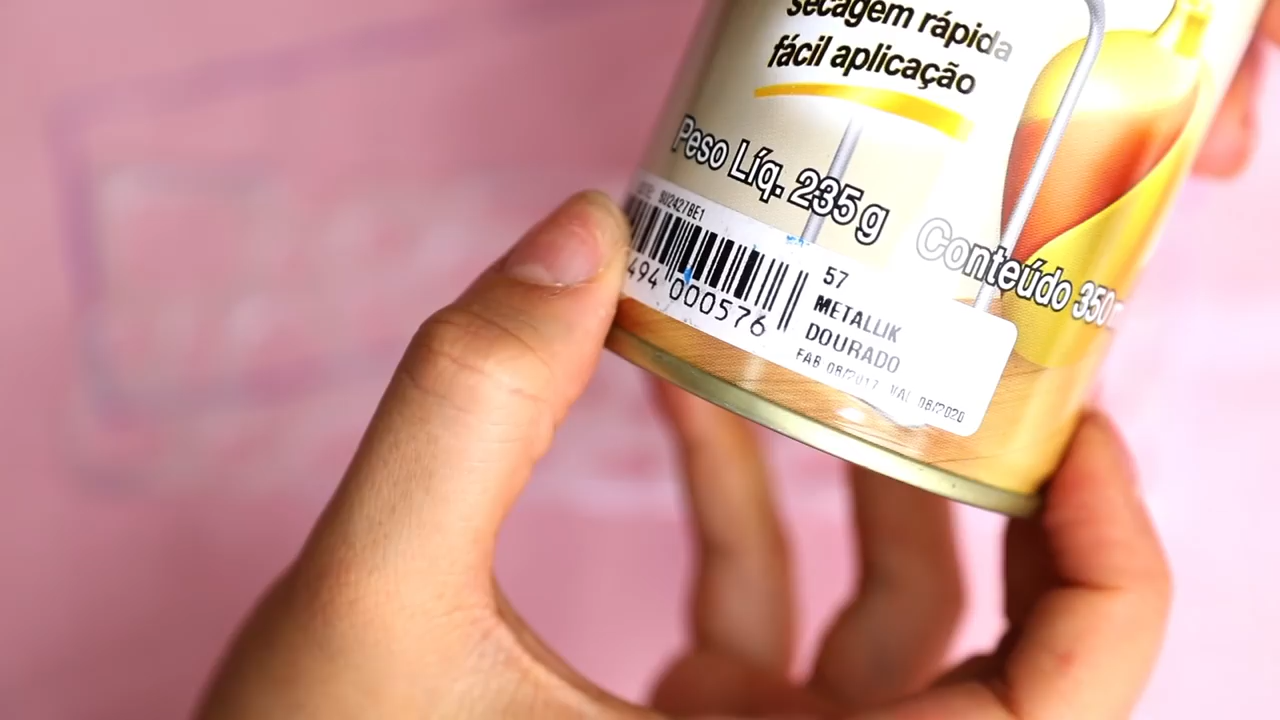 secagem rápida
fácil aplicação
Peso Líq. 235 g
Conteúdo 350
SU2427BE1
494 000576
57
METALLIK
DOURADO
FAB 08/2017 VAL 08/2020